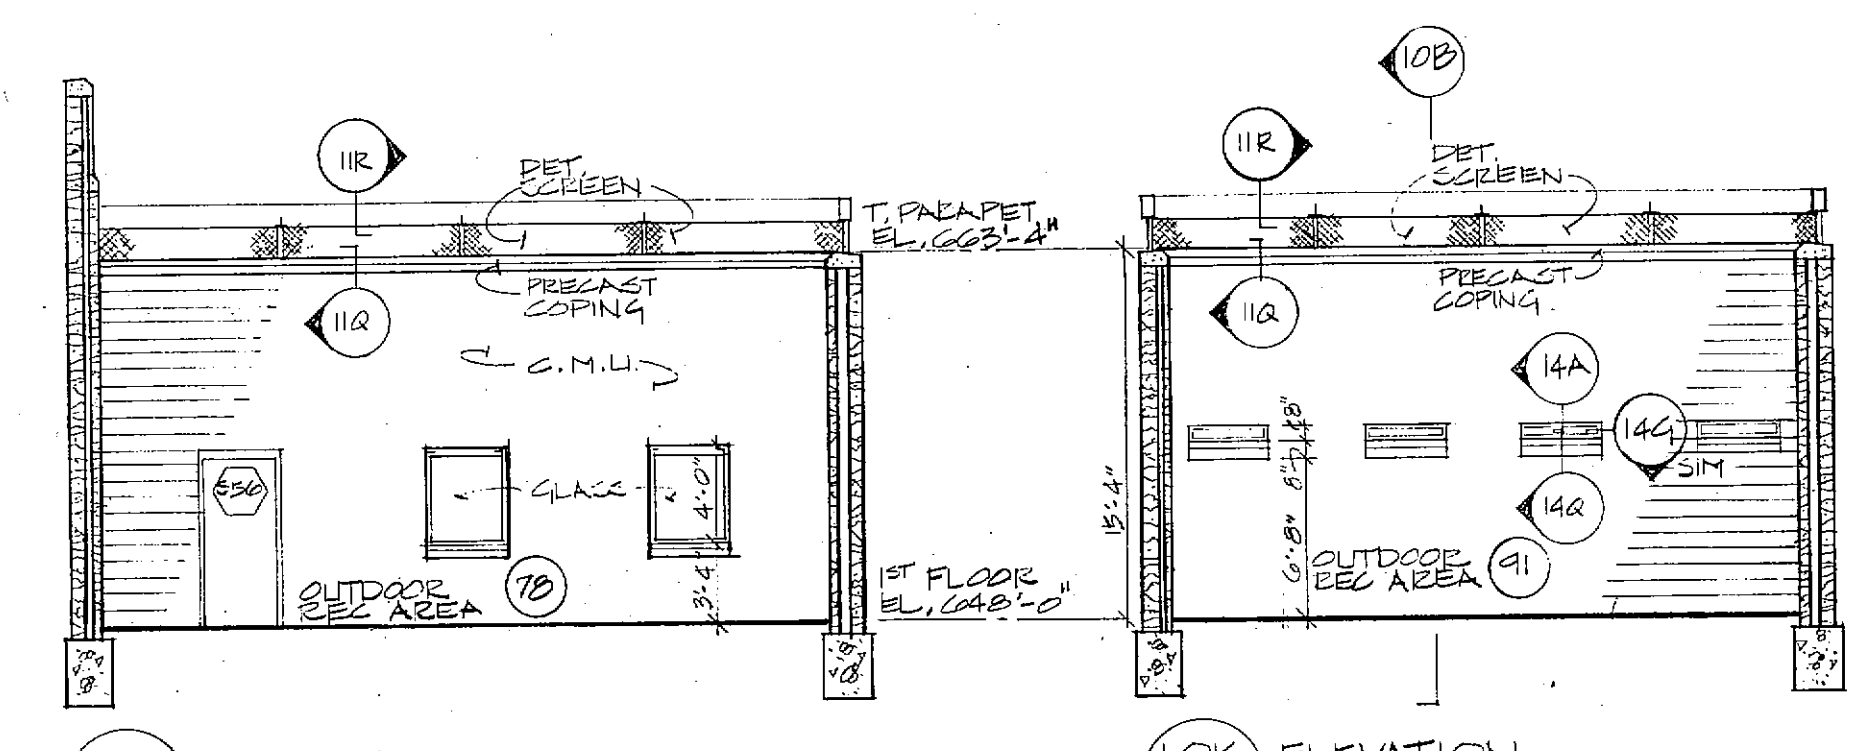 10B
11R
DET.
SCREEN
T. PARAPET
EL. 663'-4"
PRECAST
COPING
11Q
C.M.U.
E56
GLASS
4'-0"
3'-4"
OUTDOOR
REC AREA
78
1ST FLOOR
EL. 648'-0"
15'-4"
11R
DET.
SCREEN
PRECAST
COPING
11Q
14A
14G
SIM
14Q
8"
6'-8"
OUTDOOR
REC AREA
91
ELEVATION